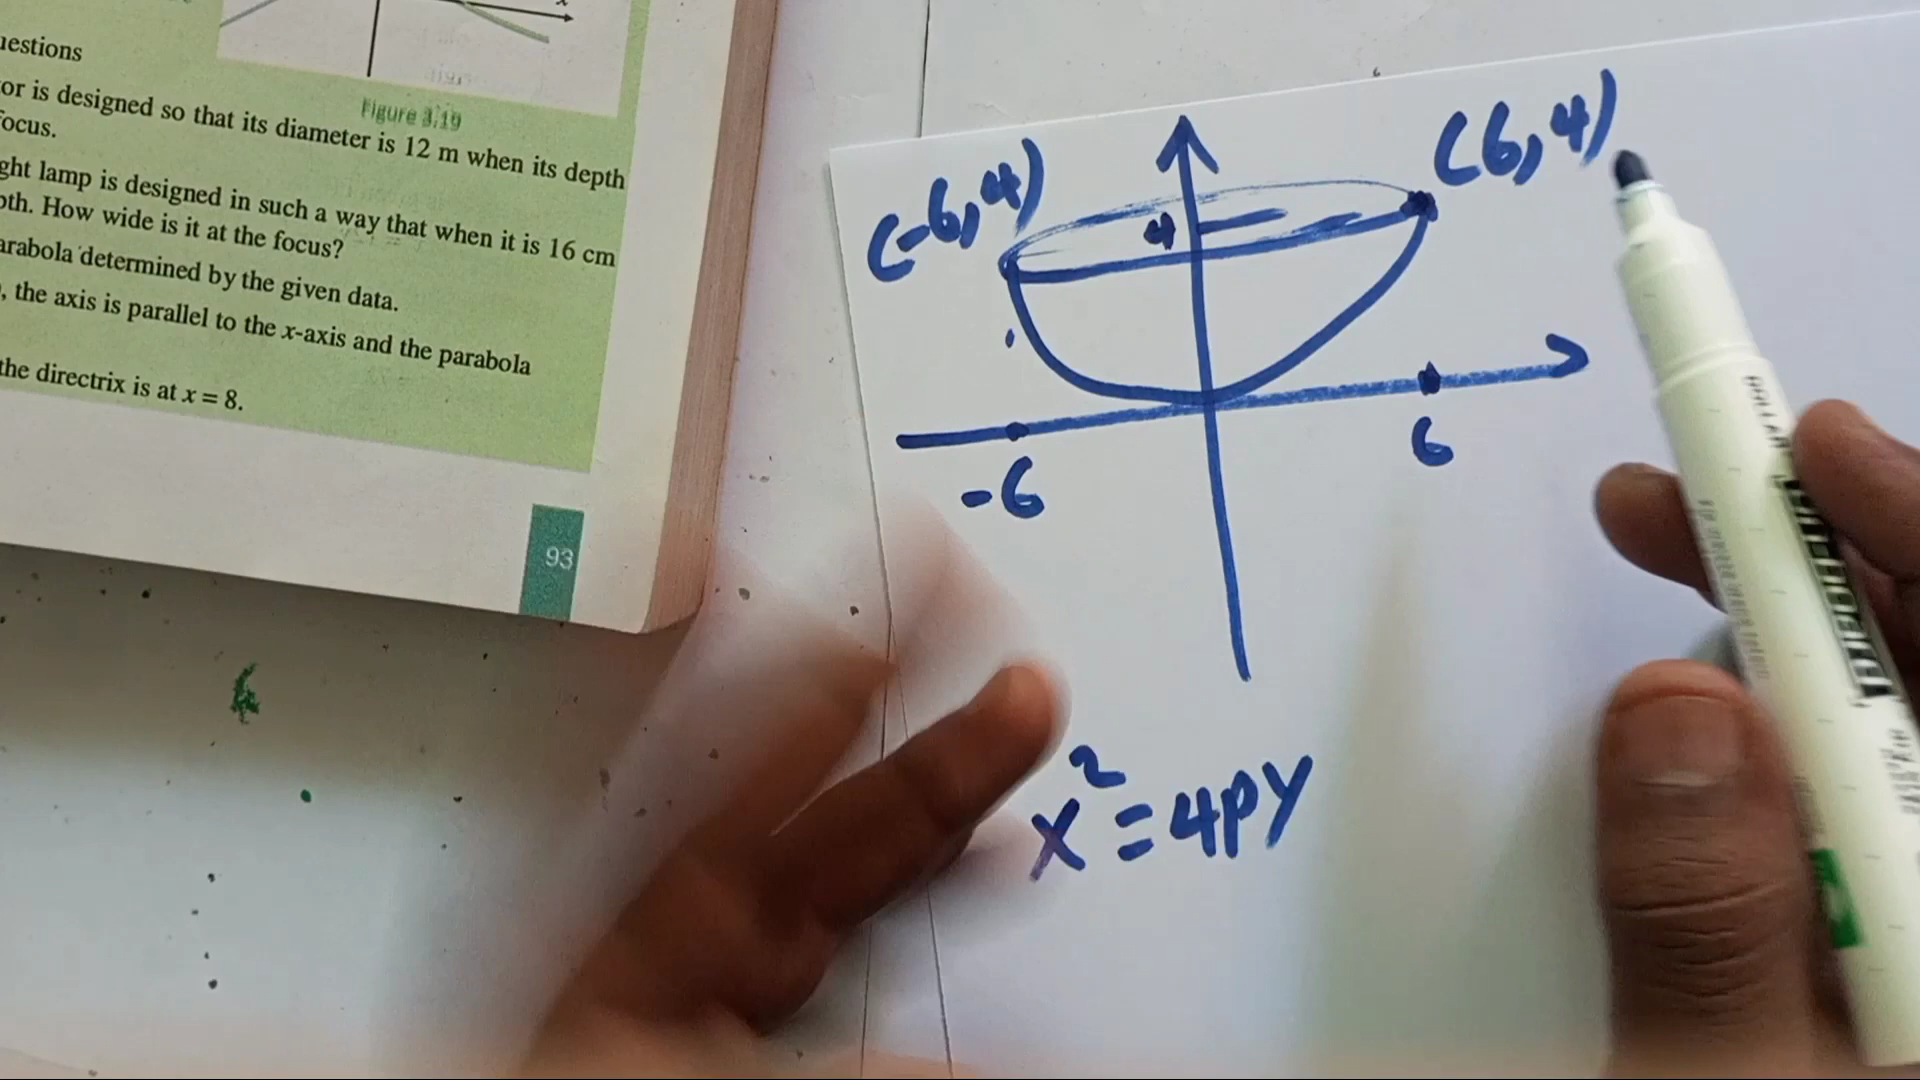 x
uestions
Figure 3.19
or is designed so that its diameter is 12 m when its depth
focus.
ght lamp is designed in such a way that when it is 16 cm
pth. How wide is it at the focus?
arabola determined by the given data.
, the axis is parallel to the x-axis and the parabola
the directrix is at x = 8.
93
(-6,4)
(6,4)
4
-6
6
x² = 4py